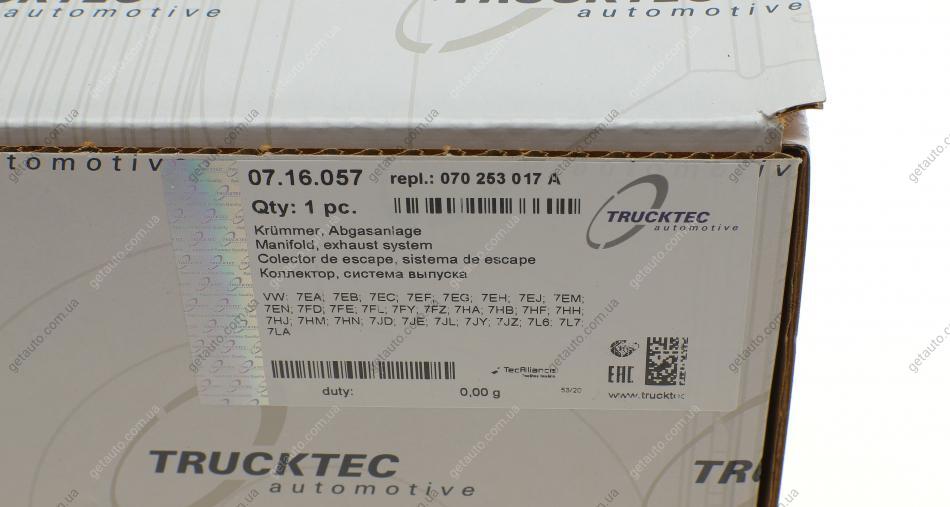 automotive
TRUCKTEC
automotive
tomotive
07.16.057 repl.: 070 253 017 A
Qty: 1 pc.
TRUCKTEC
automotive
Krümmer, Abgasanlage
Manifold, exhaust system
Colector de escape, sistema de escape
Коллектор, система выпуска
VW: 7EA; 7EB; 7EC; 7EF; 7EG; 7EH; 7EJ; 7EM;
7EN; 7FD; 7FE; 7FL; 7FY; 7FZ; 7HA; 7HB; 7HF; 7HH;
7HJ; 7HM; 7HN; 7JD; 7JE; 7JL; 7JY; 7JZ; 7L6; 7L7;
7LA
TecAlliance
EAC
duty: 0,00 g 53/20
www.truckt
TRUCKTEC
automotive
TR
getauto.com.ua